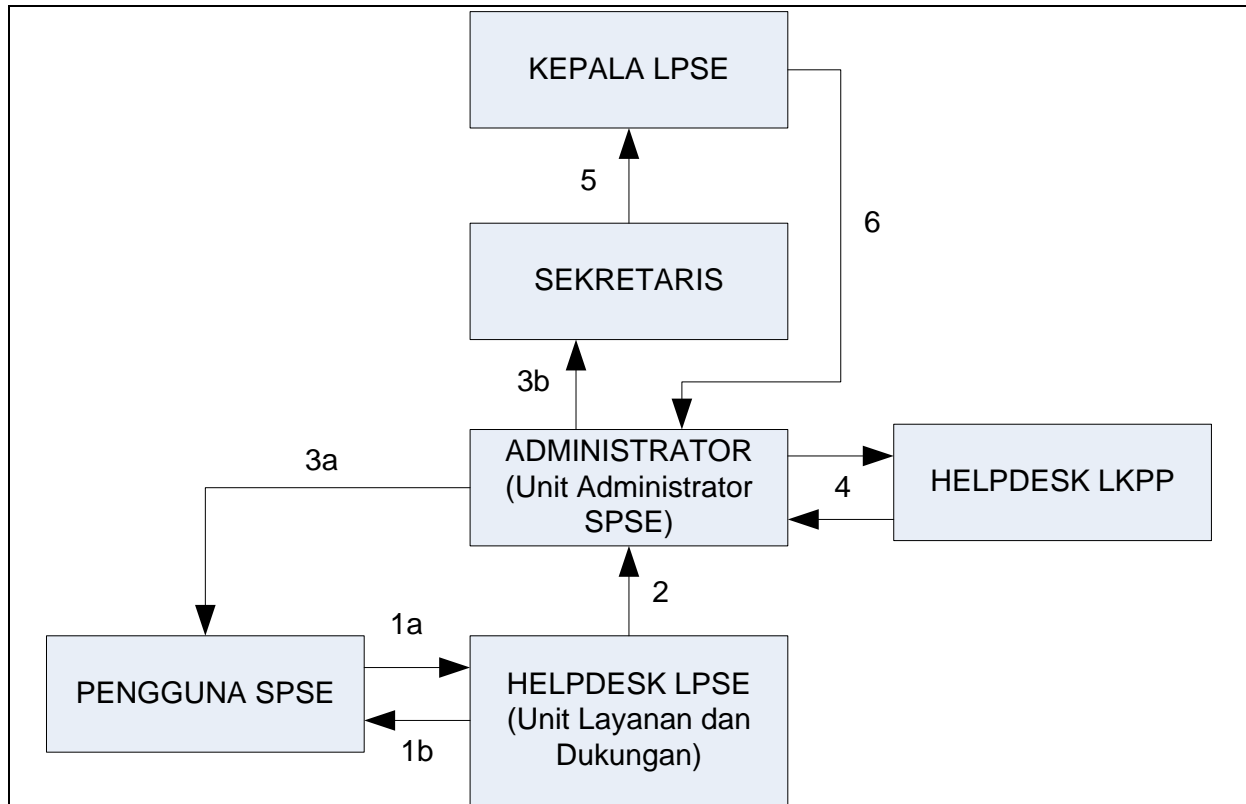 KEPALA LPSE
5
6
SEKRETARIS
3b
3a
ADMINISTRATOR
(Unit Administrator
SPSE)
4
HELPDESK LKPP
2
1a
PENGGUNA SPSE
1b
HELPDESK LPSE
(Unit Layanan dan
Dukungan)